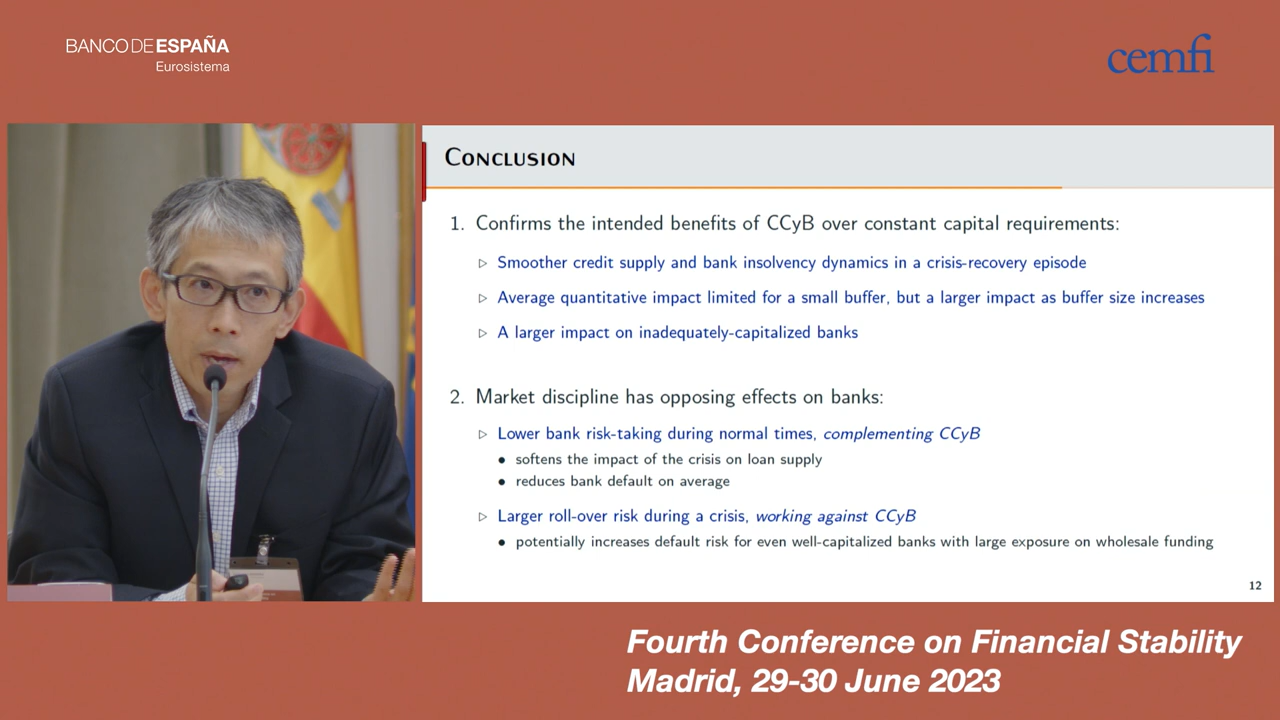 BANCO DE ESPAÑA
Eurosistema
cemfi
CONCLUSION
1. Confirms the intended benefits of CCyB over constant capital requirements:
▷ Smoother credit supply and bank insolvency dynamics in a crisis-recovery episode
▷ Average quantitative impact limited for a small buffer, but a larger impact as buffer size increases
▷ A larger impact on inadequately-capitalized banks
2. Market discipline has opposing effects on banks:
▷ Lower bank risk-taking during normal times, complementing CCyB
• softens the impact of the crisis on loan supply
• reduces bank default on average
▷ Larger roll-over risk during a crisis, working against CCyB
• potentially increases default risk for even well-capitalized banks with large exposure on wholesale funding
12
Fourth Conference on Financial Stability
Madrid, 29-30 June 2023